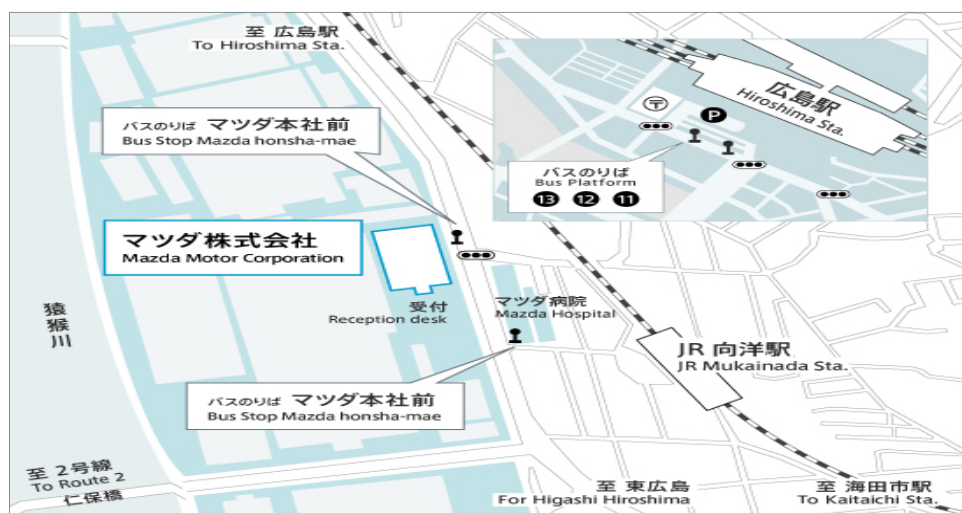 至 広島駅
To Hiroshima Sta.
バスのりば マツダ本社前
Bus Stop Mazda honsha-mae
マツダ株式会社
Mazda Motor Corporation
受付
Reception desk
マツダ病院
Mazda Hospital
バスのりば マツダ本社前
Bus Stop Mazda honsha-mae
猿猴川
JR 向洋駅
JR Mukainada Sta.
至 2号線
To Route 2
仁保橋
至 東広島
For Higashi Hiroshima
至 海田市駅
To Kaitaichi Sta.
広島駅
Hiroshima Sta.
〒
P
バスのりば
Bus Platform
13 12 11